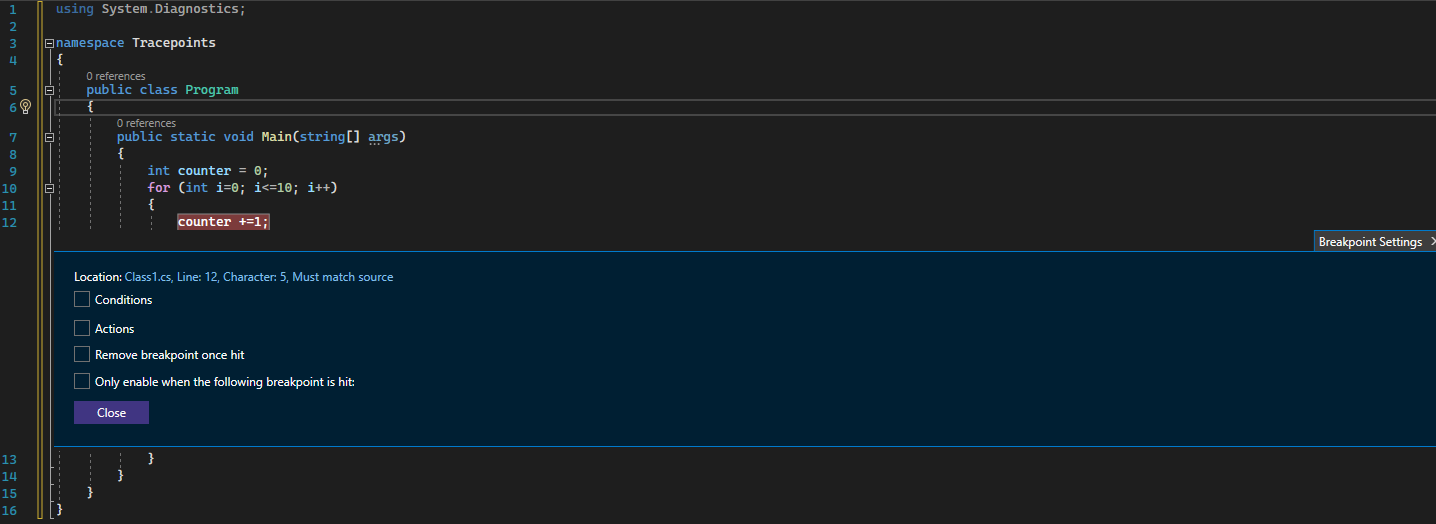 1 using System.Diagnostics;
2
3 namespace Tracepoints
4 {
0 references
5 public class Program
6 {
0 references
7 public static void Main(string[] args)
8 {
9 int counter = 0;
10 for (int i=0; i<=10; i++)
11 {
12 counter +=1;
Breakpoint Settings
Location: Class1.cs, Line: 12, Character: 5, Must match source
Conditions
Actions
Remove breakpoint once hit
Only enable when the following breakpoint is hit:
Close
13 }
14 }
15 }
16 }